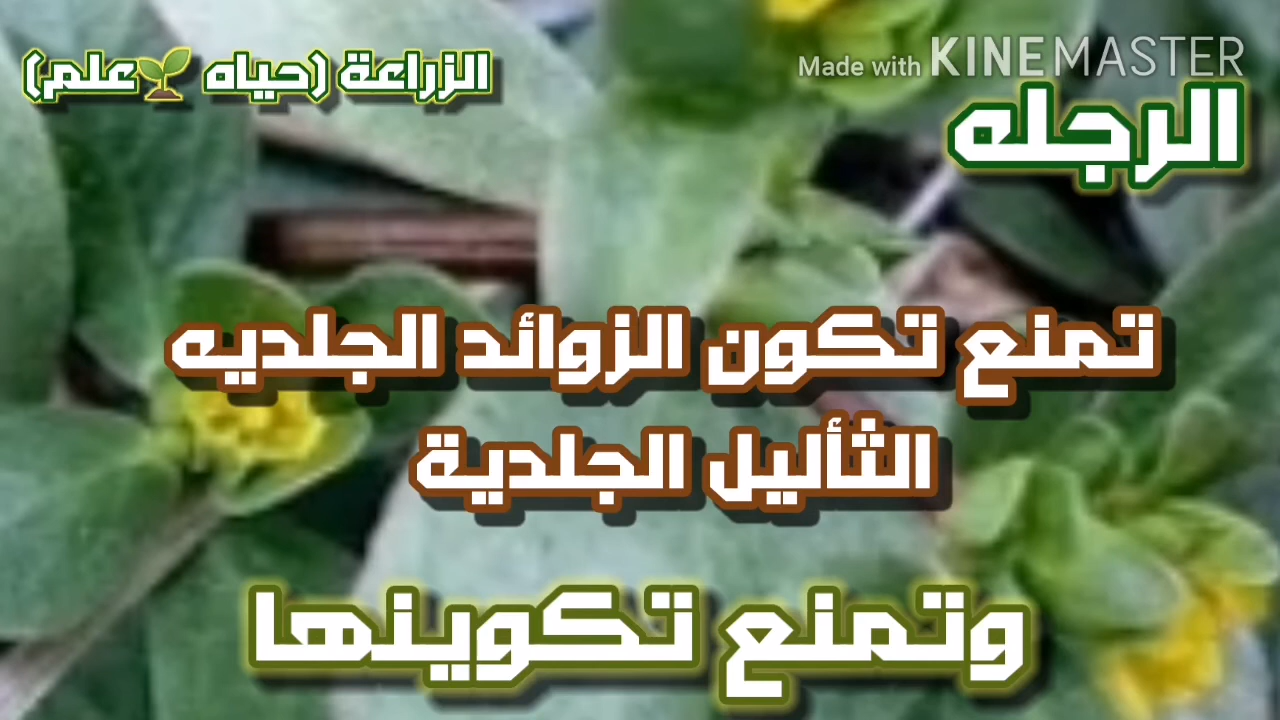 Made with KINEMASTER
الزراعة (حياه 🌱علم)
الرجله
تمنع تكون الزوائد الجلديه
الثأليل الجلدية
وتمنع تكوينها